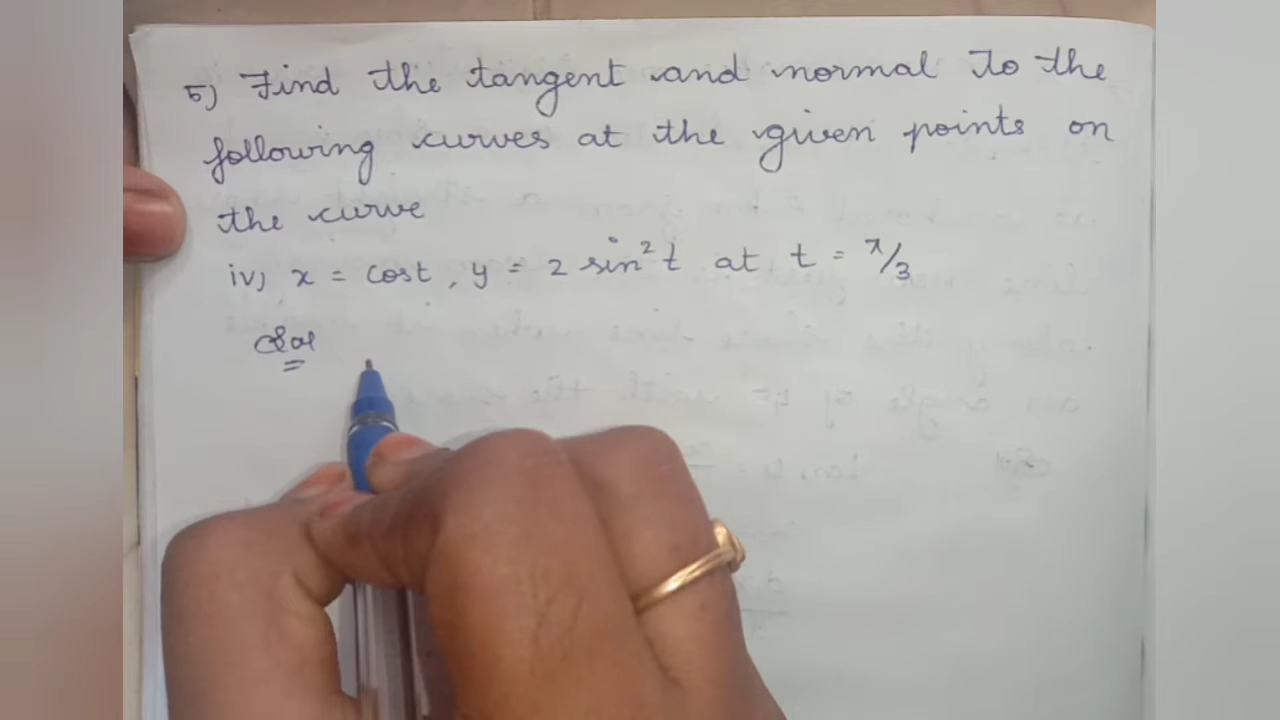 5) Find the tangent and normal to the
following curves at the given points on
the curve
iv) x = cost, y = 2 sin²t at t = π/3
Sol